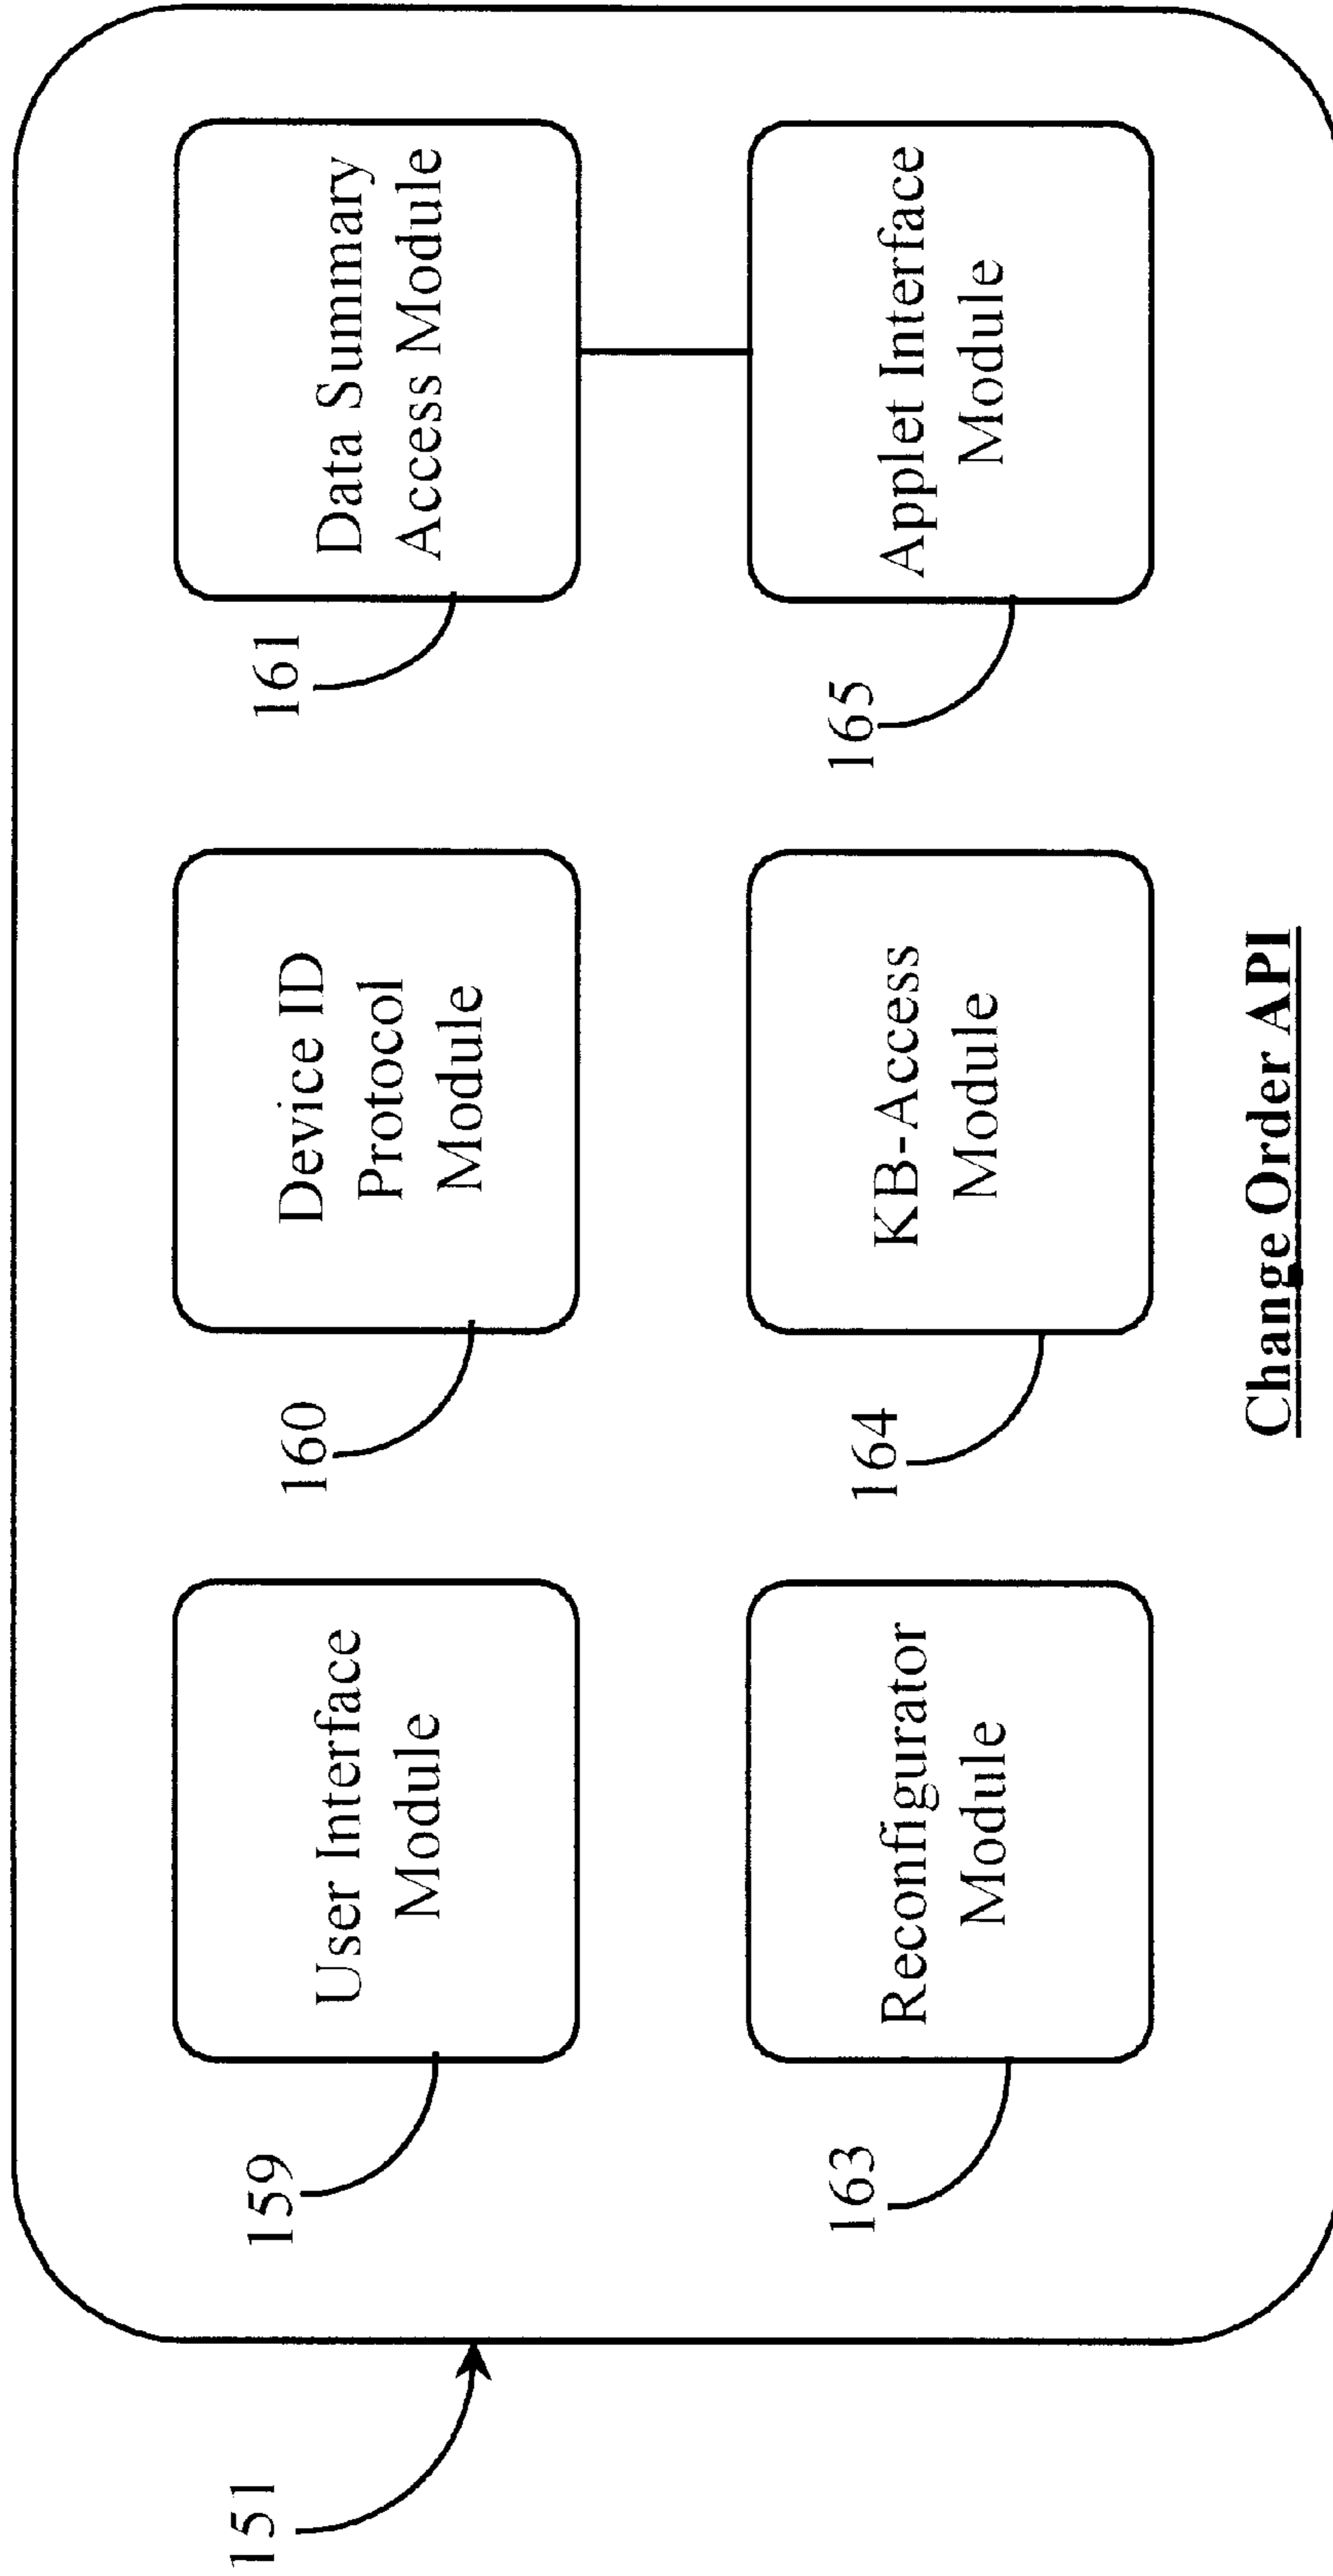 151
159
User Interface
Module
160
Device ID
Protocol
Module
161
Data Summary
Access Module
163
Reconfigurator
Module
164
KB-Access
Module
165
Applet Interface
Module
Change Order API